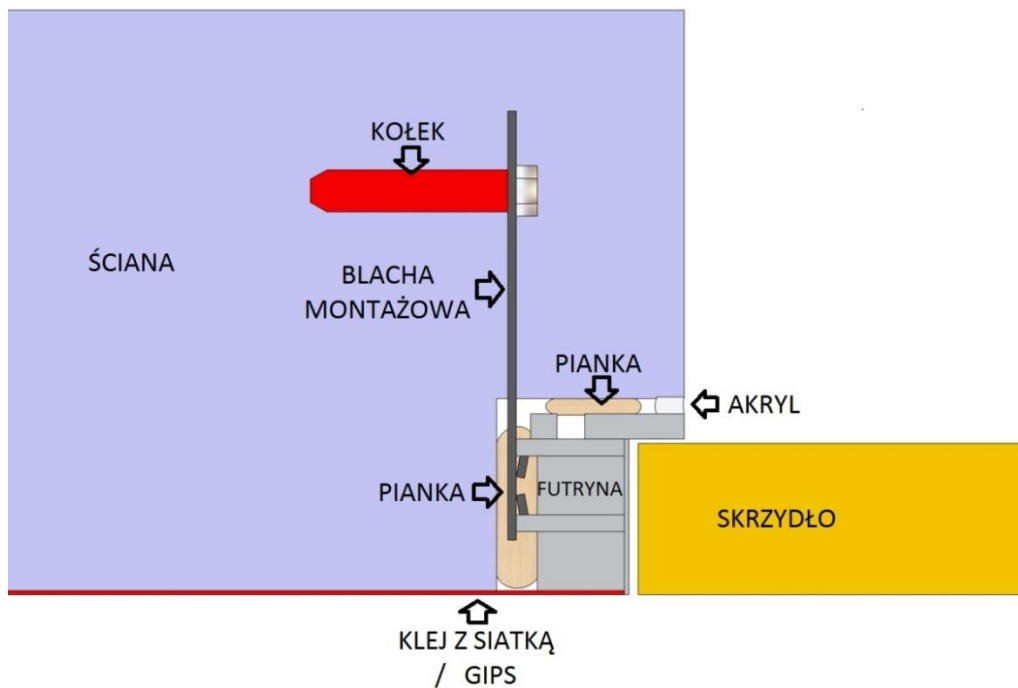 KOŁEK
ŚCIANA
BLACHA
MONTAŻOWA
PIANKA
AKRYL
PIANKA
FUTRYNA
SKRZYDŁO
KLEJ Z SIATKĄ
/ GIPS